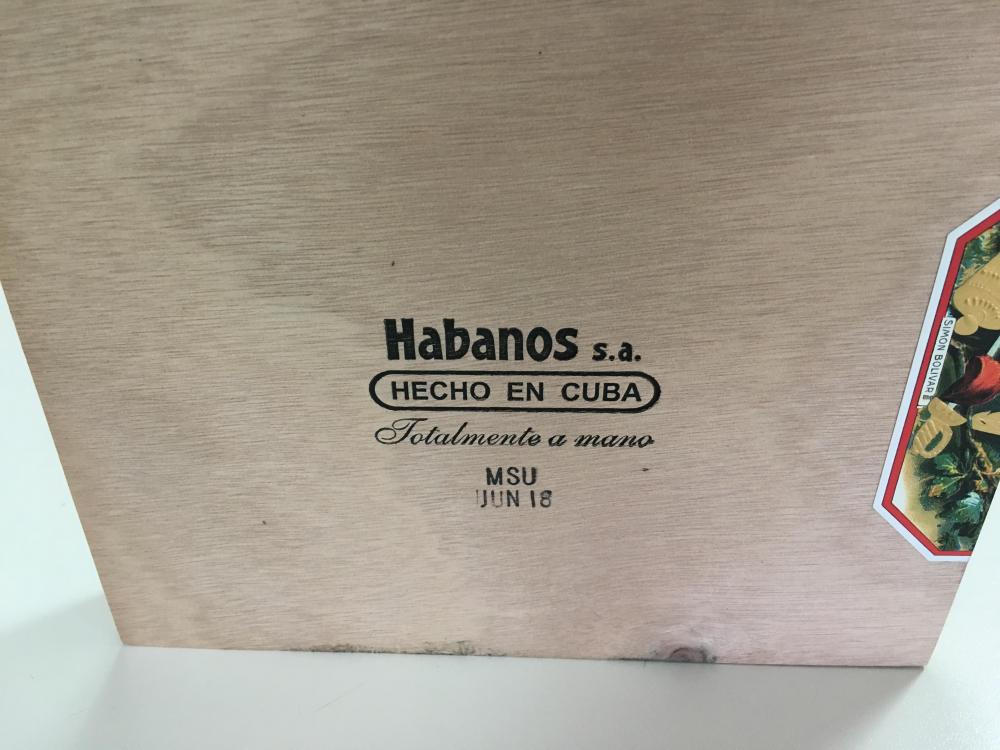 Habanos s.a.
HECHO EN CUBA
Totalmente a mano
MSU
JUN 18
SIMON BOLIVAR